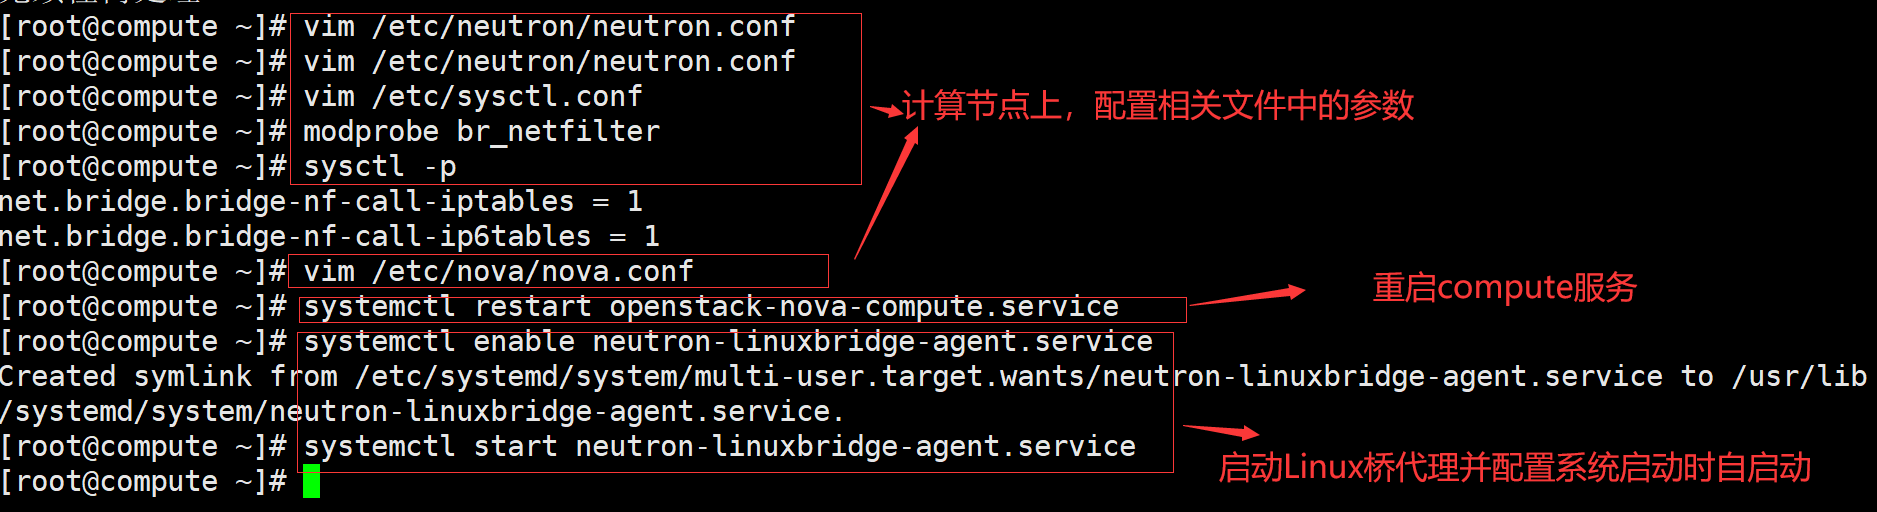 [root@compute ~]# vim /etc/neutron/neutron.conf
[root@compute ~]# vim /etc/neutron/neutron.conf
[root@compute ~]# vim /etc/sysctl.conf
计算节点上，配置相关文件中的参数
[root@compute ~]# modprobe br_netfilter
[root@compute ~]# sysctl -p
net.bridge.bridge-nf-call-iptables = 1
net.bridge.bridge-nf-call-ip6tables = 1
[root@compute ~]# vim /etc/nova/nova.conf
重启compute服务
[root@compute ~]# systemctl restart openstack-nova-compute.service
[root@compute ~]# systemctl enable neutron-linuxbridge-agent.service
Created symlink from /etc/systemd/system/multi-user.target.wants/neutron-linuxbridge-agent.service to /usr/lib
/systemd/system/neutron-linuxbridge-agent.service.
[root@compute ~]# systemctl start neutron-linuxbridge-agent.service
启动Linux桥代理并配置系统启动时自启动
[root@compute ~]#